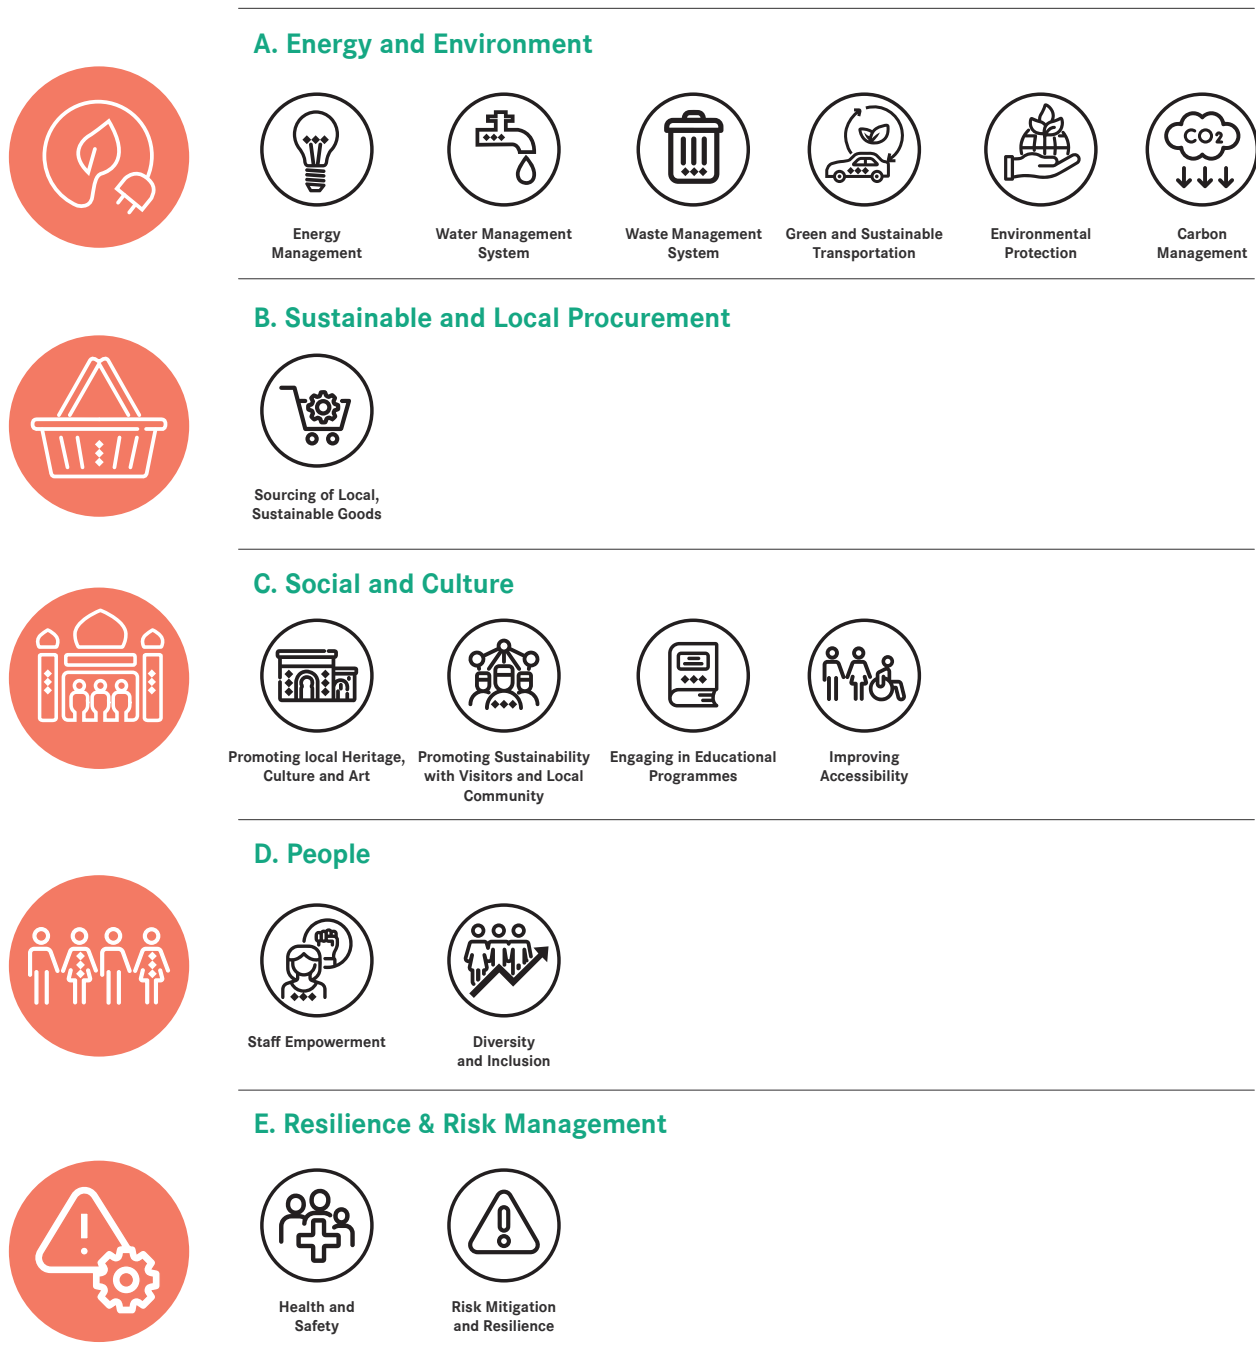 A. Energy and Environment
CO2
Energy
Management
Water Management
System
Waste Management
System
Green and Sustainable
Transportation
Environmental
Protection
Carbon
Management
B. Sustainable and Local Procurement
Sourcing of Local,
Sustainable Goods
C. Social and Culture
Promoting local Heritage,
Culture and Art
Promoting Sustainability
with Visitors and Local
Community
Engaging in Educational
Programmes
Improving
Accessibility
D. People
Staff Empowerment
Diversity
and Inclusion
E. Resilience & Risk Management
Health and
Safety
Risk Mitigation
and Resilience